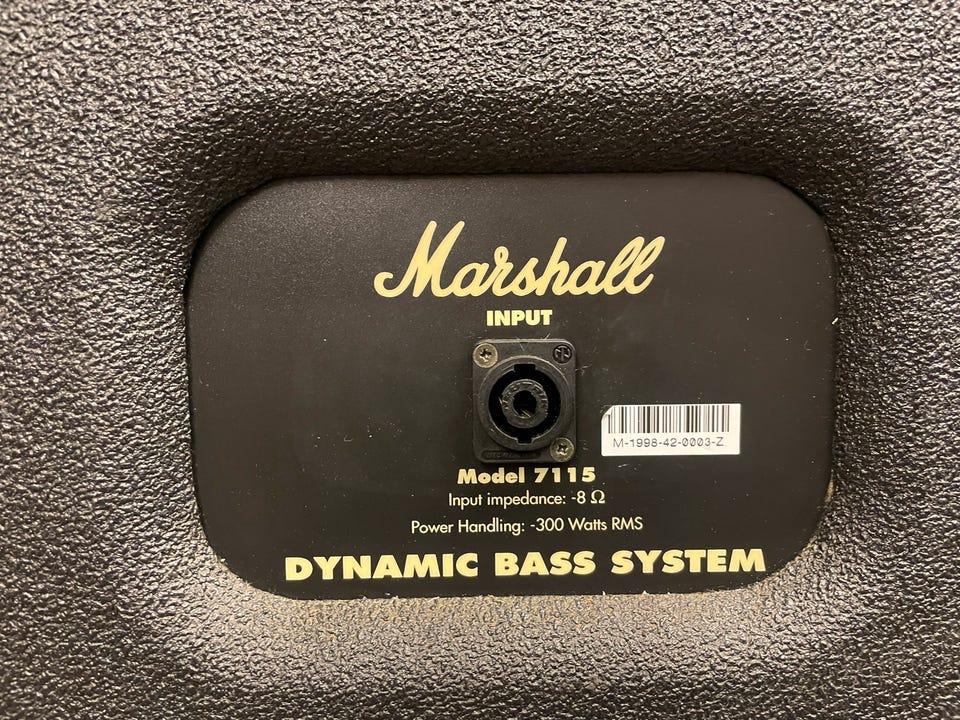 Marshall
INPUT
M-1998-42-0003-Z
Model 7115
Input impedance: -8 Ω
Power Handling: -300 Watts RMS
DYNAMIC BASS SYSTEM